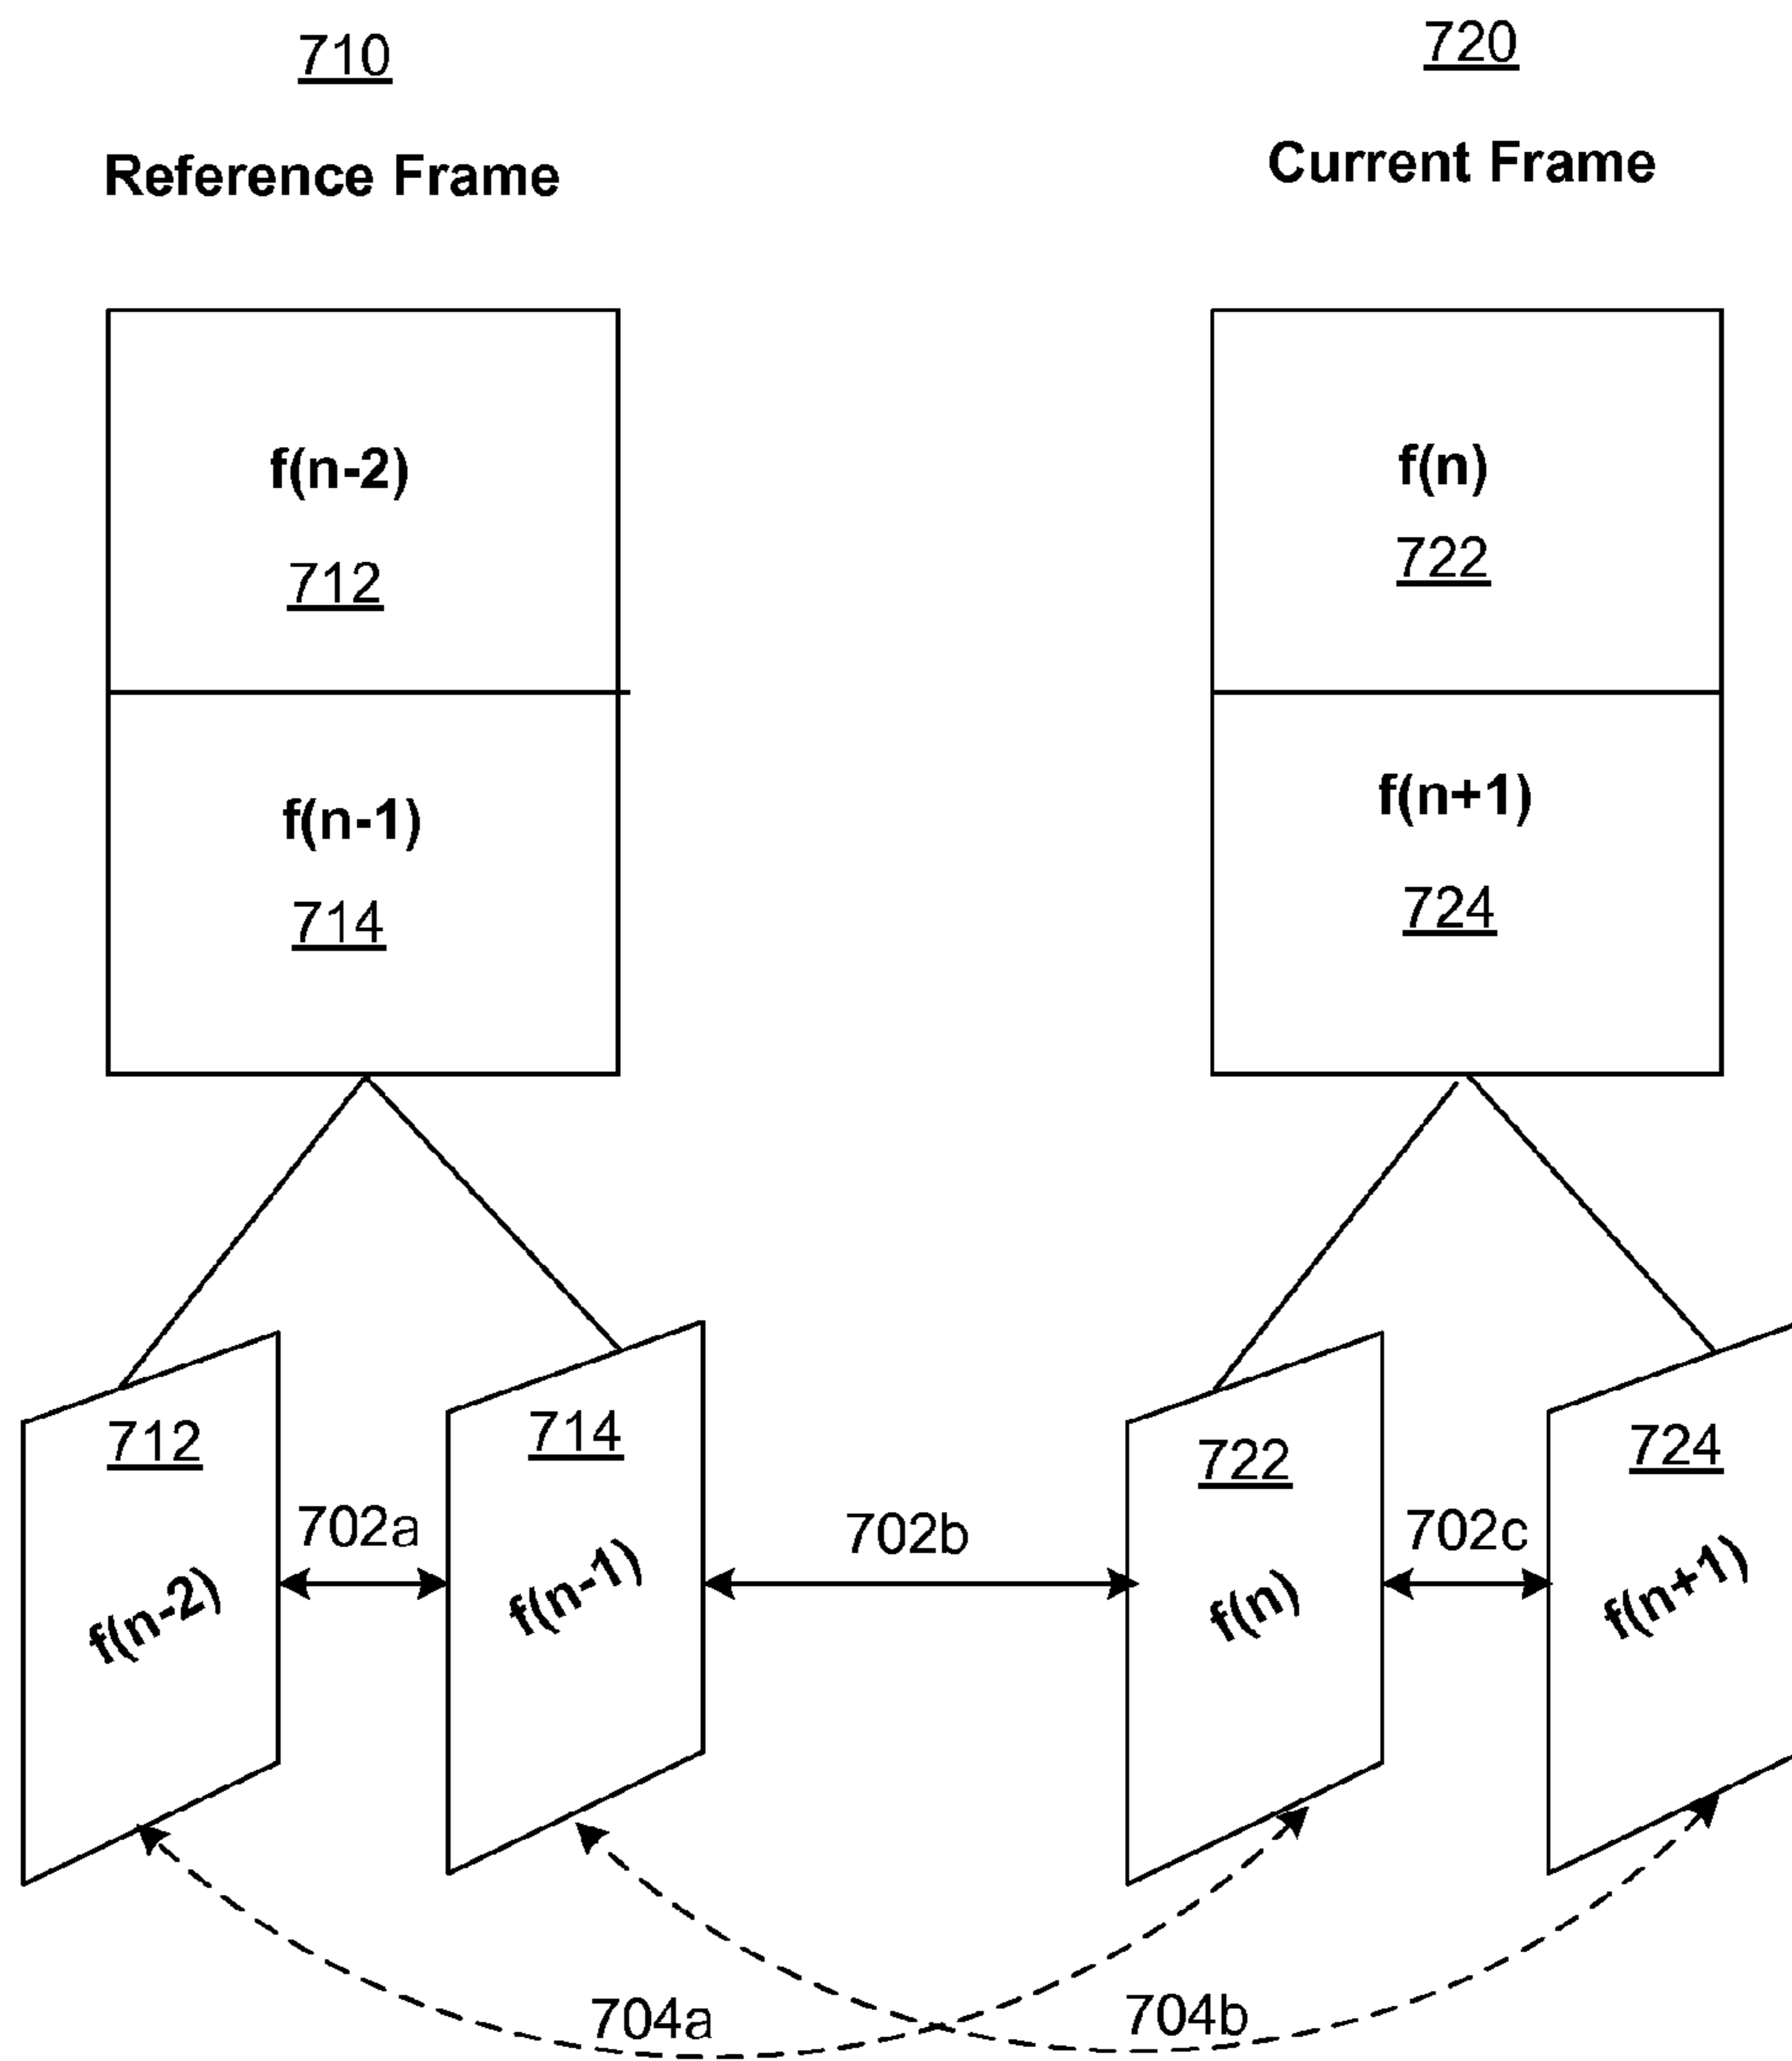 710
720
Reference Frame
Current Frame
f(n-2)
712
f(n)
722
f(n-1)
714
f(n+1)
724
712
714
722
724
702a
702b
702c
f(n-2)
f(n-1)
f(n)
f(n+1)
704a
704b